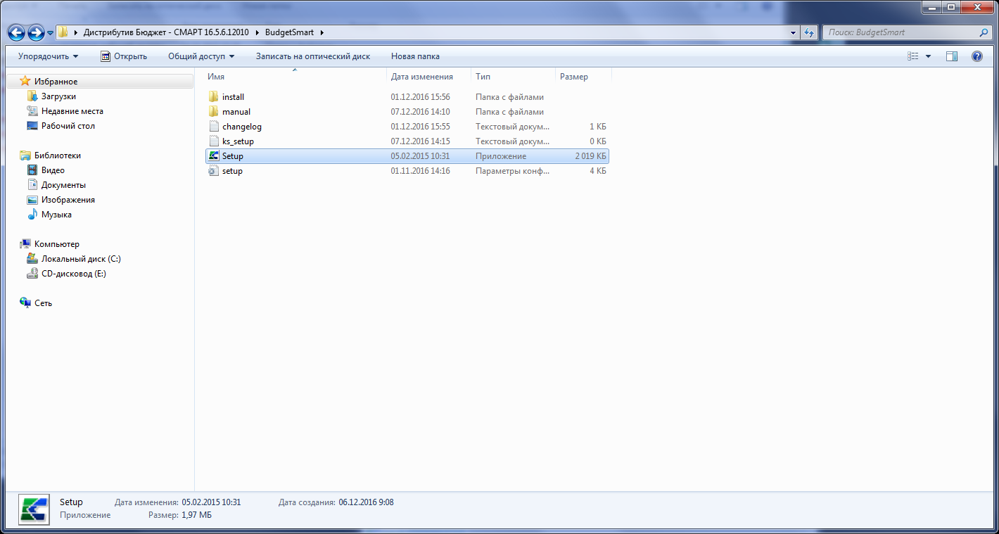 Дистрибутив Бюджет - СМАРТ 16.5.6.12010 BudgetSmart Поиск: BudgetSmart
Упорядочить Открыть Общий доступ Записать на оптический диск Новая папка
Избранное
Загрузки
Недавние места
Рабочий стол
Библиотеки
Видео
Документы
Изображения
Музыка
Компьютер
Локальный диск (C:)
CD-дисковод (E:)
Сеть
Имя Дата изменения Тип Размер
install 01.12.2016 15:56 Папка с файлами
manual 07.12.2016 14:10 Папка с файлами
changelog 01.12.2016 15:55 Текстовый докум... 1 КБ
ks_setup 07.12.2016 14:15 Текстовый докум... 0 КБ
Setup 05.02.2015 10:31 Приложение 2 019 КБ
setup 01.11.2016 14:16 Параметры конф... 4 КБ
Setup Дата изменения: 05.02.2015 10:31 Дата создания: 06.12.2016 9:08
Приложение Размер: 1,97 МБ